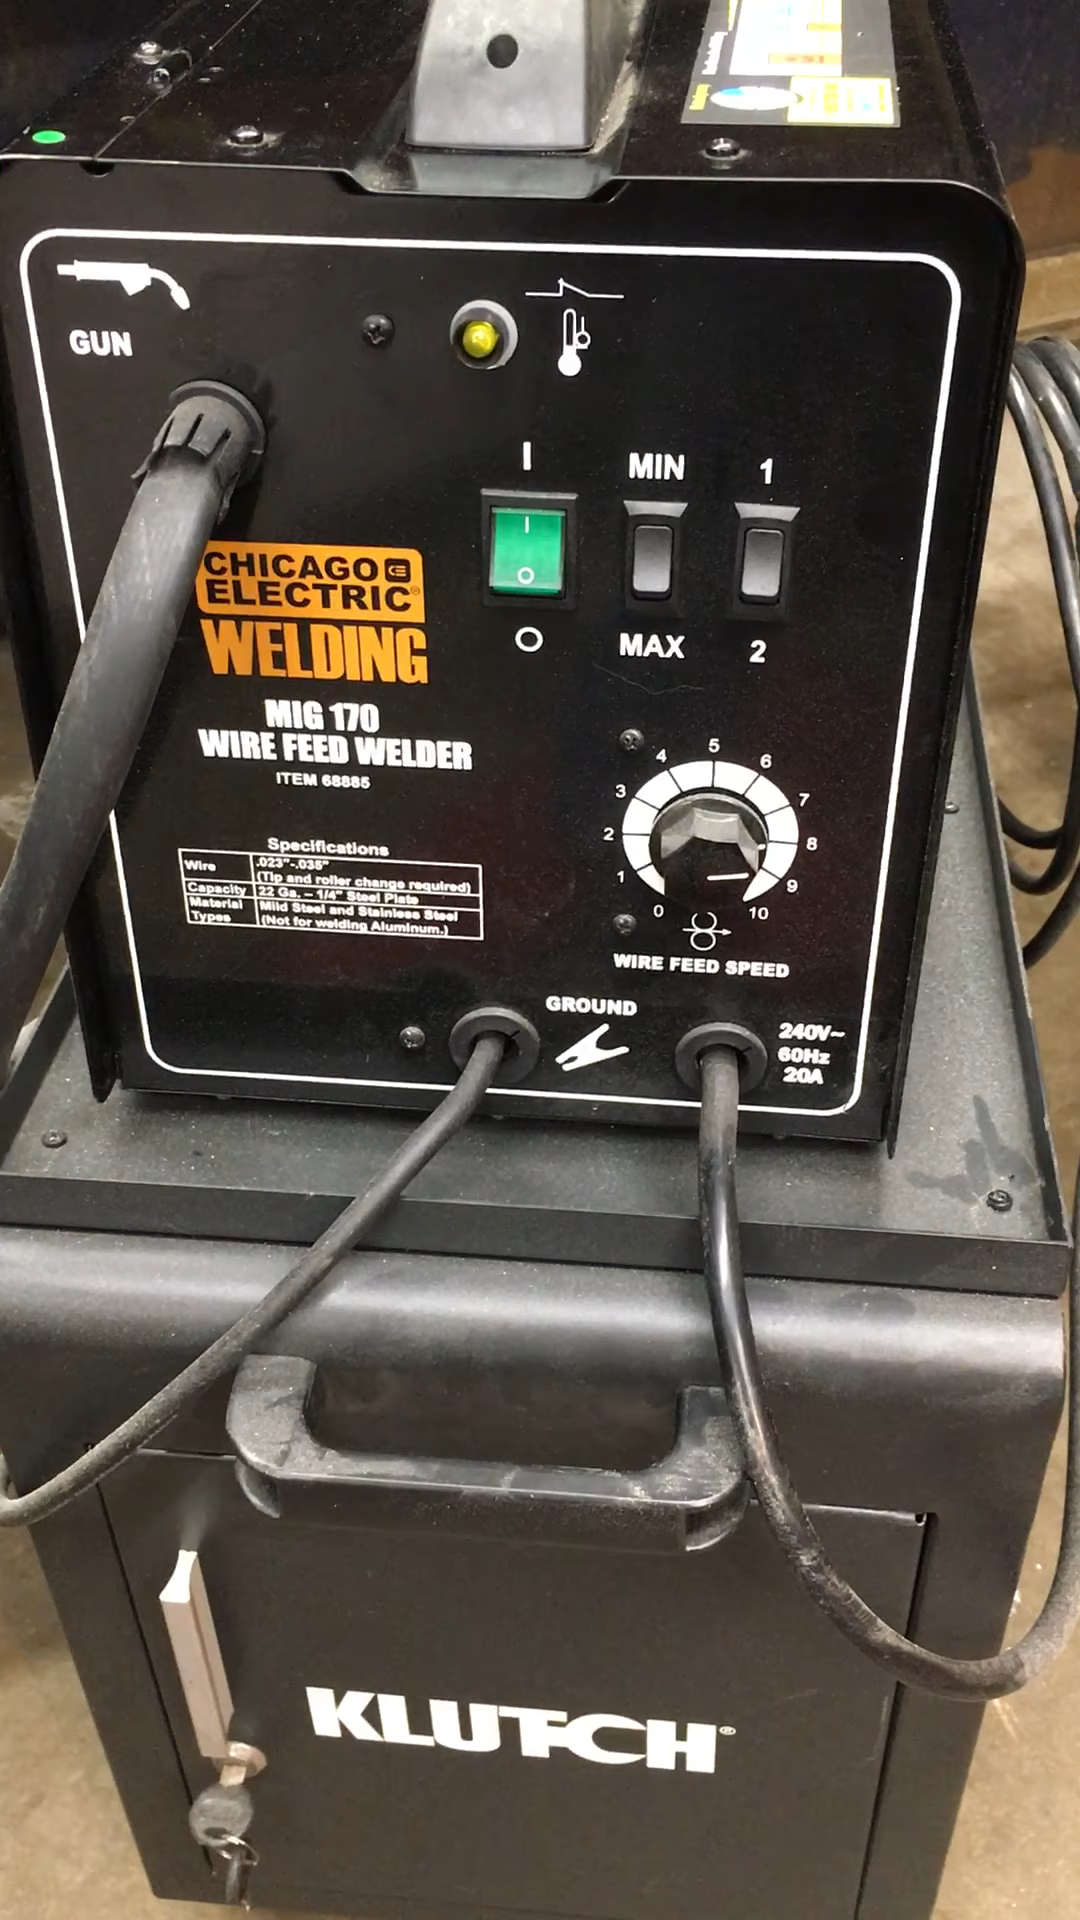 GUN
I
MIN
1
I
O
O
MAX
2
CHICAGO
ELECTRIC®
WELDING
MIG 170
WIRE FEED WELDER
ITEM 68885
Specifications
Wire .023"-.035"
(Tip and roller change required)
Capacity 22 Ga. – 1/4" Steel Plate
Material Types Mild Steel and Stainless Steel
(Not for welding Aluminum.)
0
1
2
3
4
5
6
7
8
9
10
WIRE FEED SPEED
GROUND
240V~
60Hz
20A
KLUTCH®